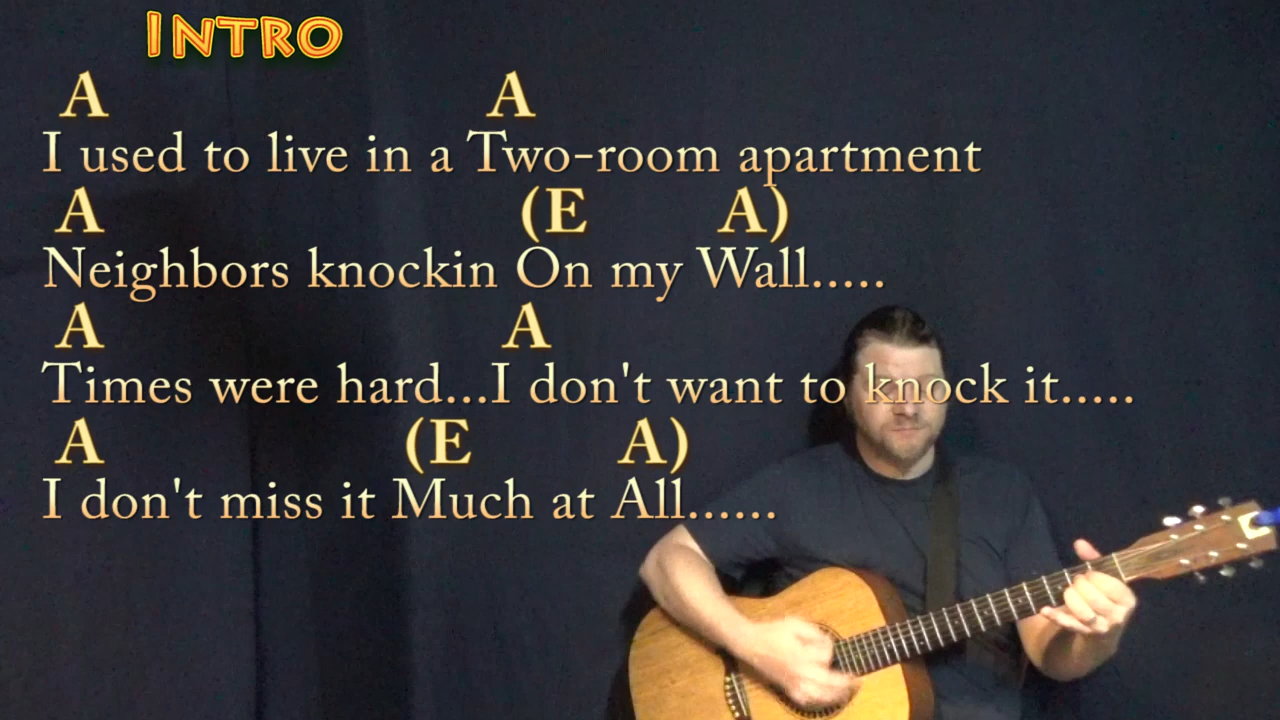 INTRO
A A
I used to live in a Two-room apartment
A (E A)
Neighbors knockin On my Wall.....
A A
Times were hard...I don't want to knock it.....
A (E A)
I don't miss it Much at All......